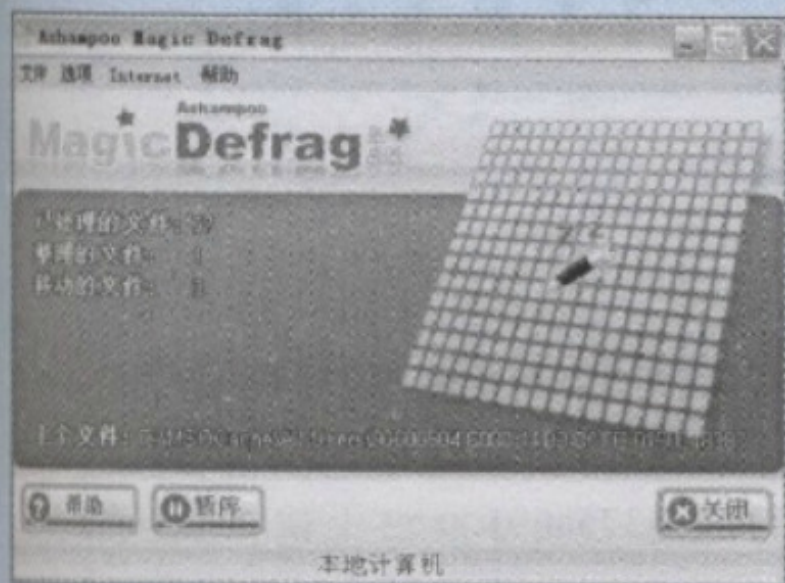 Ashampoo Magic Defrag
文件 选项 Internet 帮助
Ashampoo
MagicDefrag
已处理的文件:
整理的文件: 1
移动的文件:
上个文件:
帮助 暂停 关闭
本地计算机